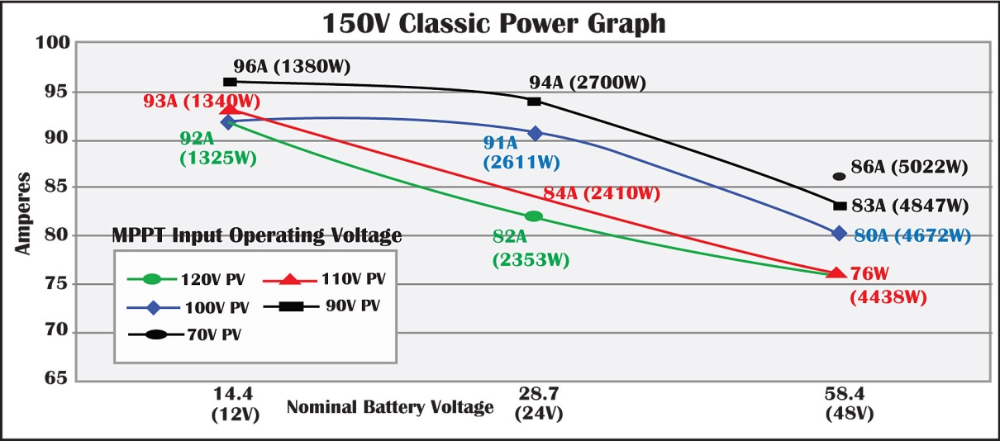 150V Classic Power Graph
100
96A (1380W)
94A (2700W)
95
93A (1340W)
90
92A
(1325W)
91A
(2611W)
86A (5022W)
85
84A (2410W)
83A (4847W)
Amperes
80
MPPT Input Operating Voltage
82A
(2353W)
80A (4672W)
120V PV
110V PV
76W
(4438W)
75
100V PV
90V PV
70
70V PV
65
14.4
(12V)
Nominal Battery Voltage
28.7
(24V)
58.4
(48V)